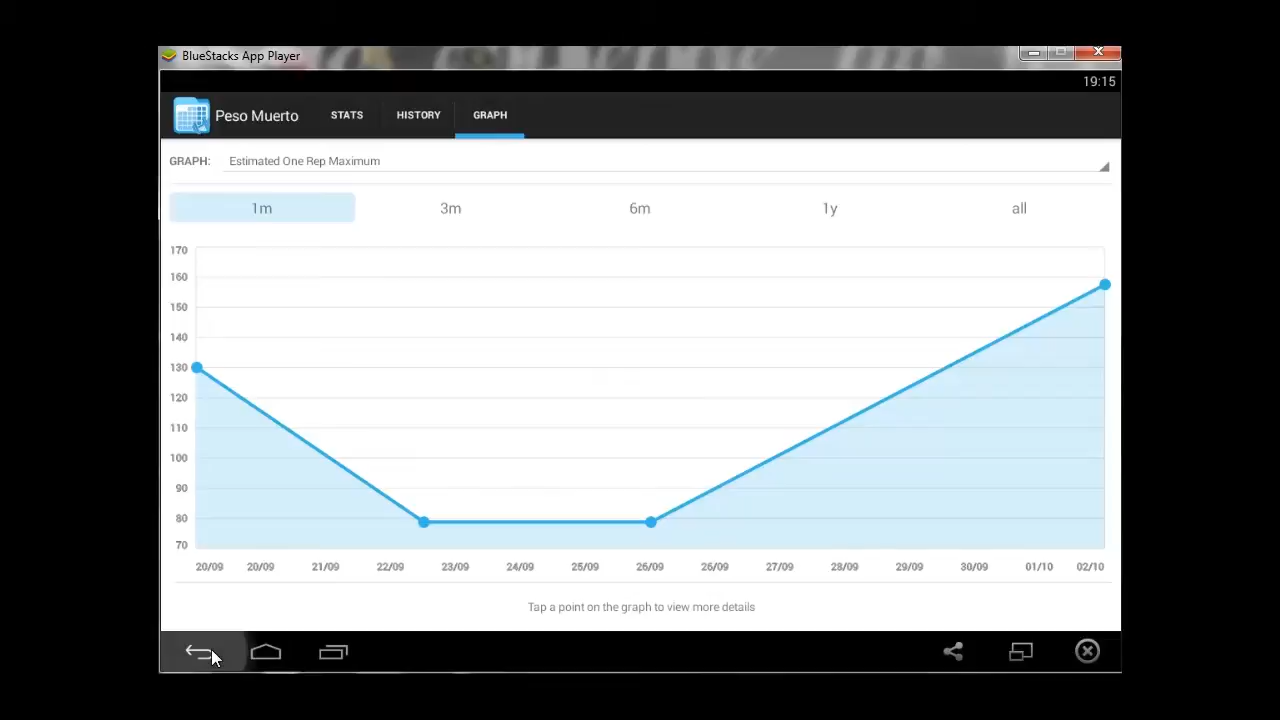 BlueStacks App Player
19:15
Peso Muerto STATS HISTORY GRAPH
GRAPH: Estimated One Rep Maximum
1m 3m 6m 1y all
170
160
150
140
130
120
110
100
90
80
70
20/09 20/09 21/09 22/09 23/09 24/09 25/09 26/09 26/09 27/09 28/09 29/09 30/09 01/10 02/10
Tap a point on the graph to view more details